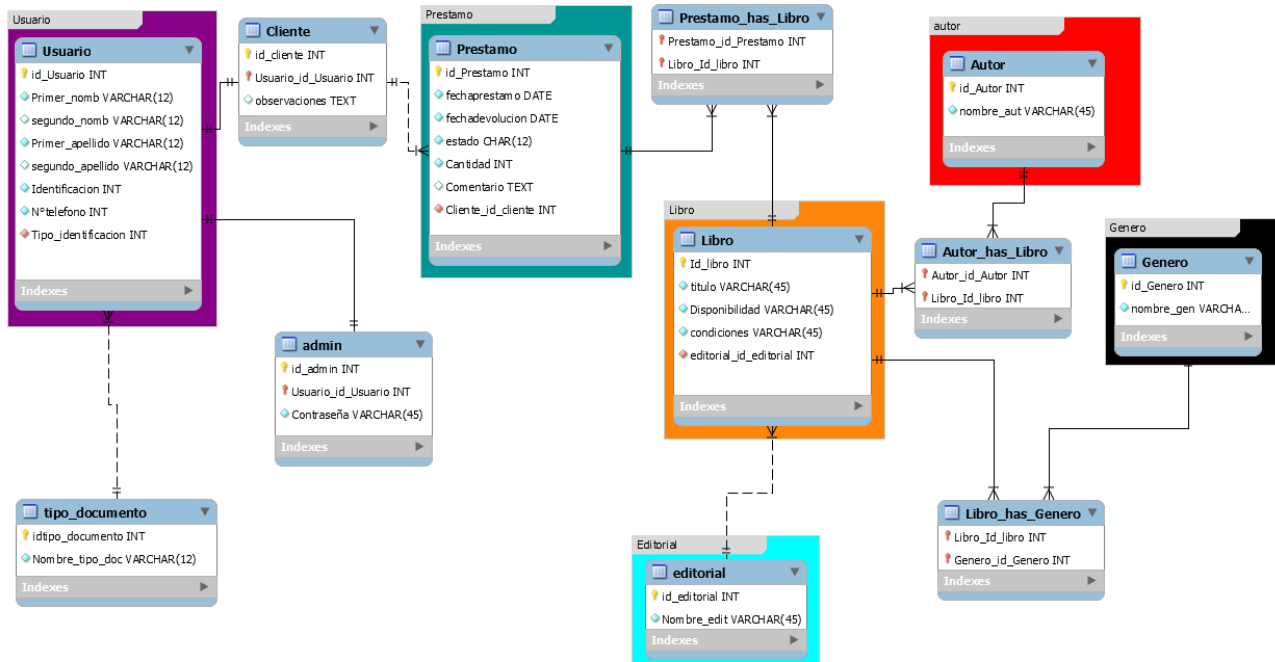 Usuario
Usuario
id_Usuario INT
Primer_nomb VARCHAR(12)
segundo_nomb VARCHAR(12)
Primer_apellido VARCHAR(12)
segundo_apellido VARCHAR(12)
Identificacion INT
N°telefono INT
Tipo_identificacion INT
Indexes
Cliente
id_cliente INT
Usuario_id_Usuario INT
observaciones TEXT
Indexes
Prestamo
Prestamo
id_Prestamo INT
fechaprestamo DATE
fechadevolucion DATE
estado CHAR(12)
Cantidad INT
Comentario TEXT
Cliente_id_cliente INT
Indexes
Prestamo_has_Libro
Prestamo_id_Prestamo INT
Libro_Id_libro INT
Indexes
autor
Autor
id_Autor INT
nombre_aut VARCHAR(45)
Indexes
Libro
Libro
Id_libro INT
titulo VARCHAR(45)
Disponibilidad VARCHAR(45)
condiciones VARCHAR(45)
editorial_id_editorial INT
Indexes
Autor_has_Libro
Autor_id_Autor INT
Libro_Id_libro INT
Indexes
Genero
Genero
id_Genero INT
nombre_gen VARCHA...
Indexes
admin
id_admin INT
Usuario_id_Usuario INT
Contraseña VARCHAR(45)
Indexes
tipo_documento
idtipo_documento INT
Nombre_tipo_doc VARCHAR(12)
Indexes
Editorial
editorial
id_editorial INT
Nombre_edit VARCHAR(45)
Indexes
Libro_has_Genero
Libro_Id_libro INT
Genero_id_Genero INT
Indexes